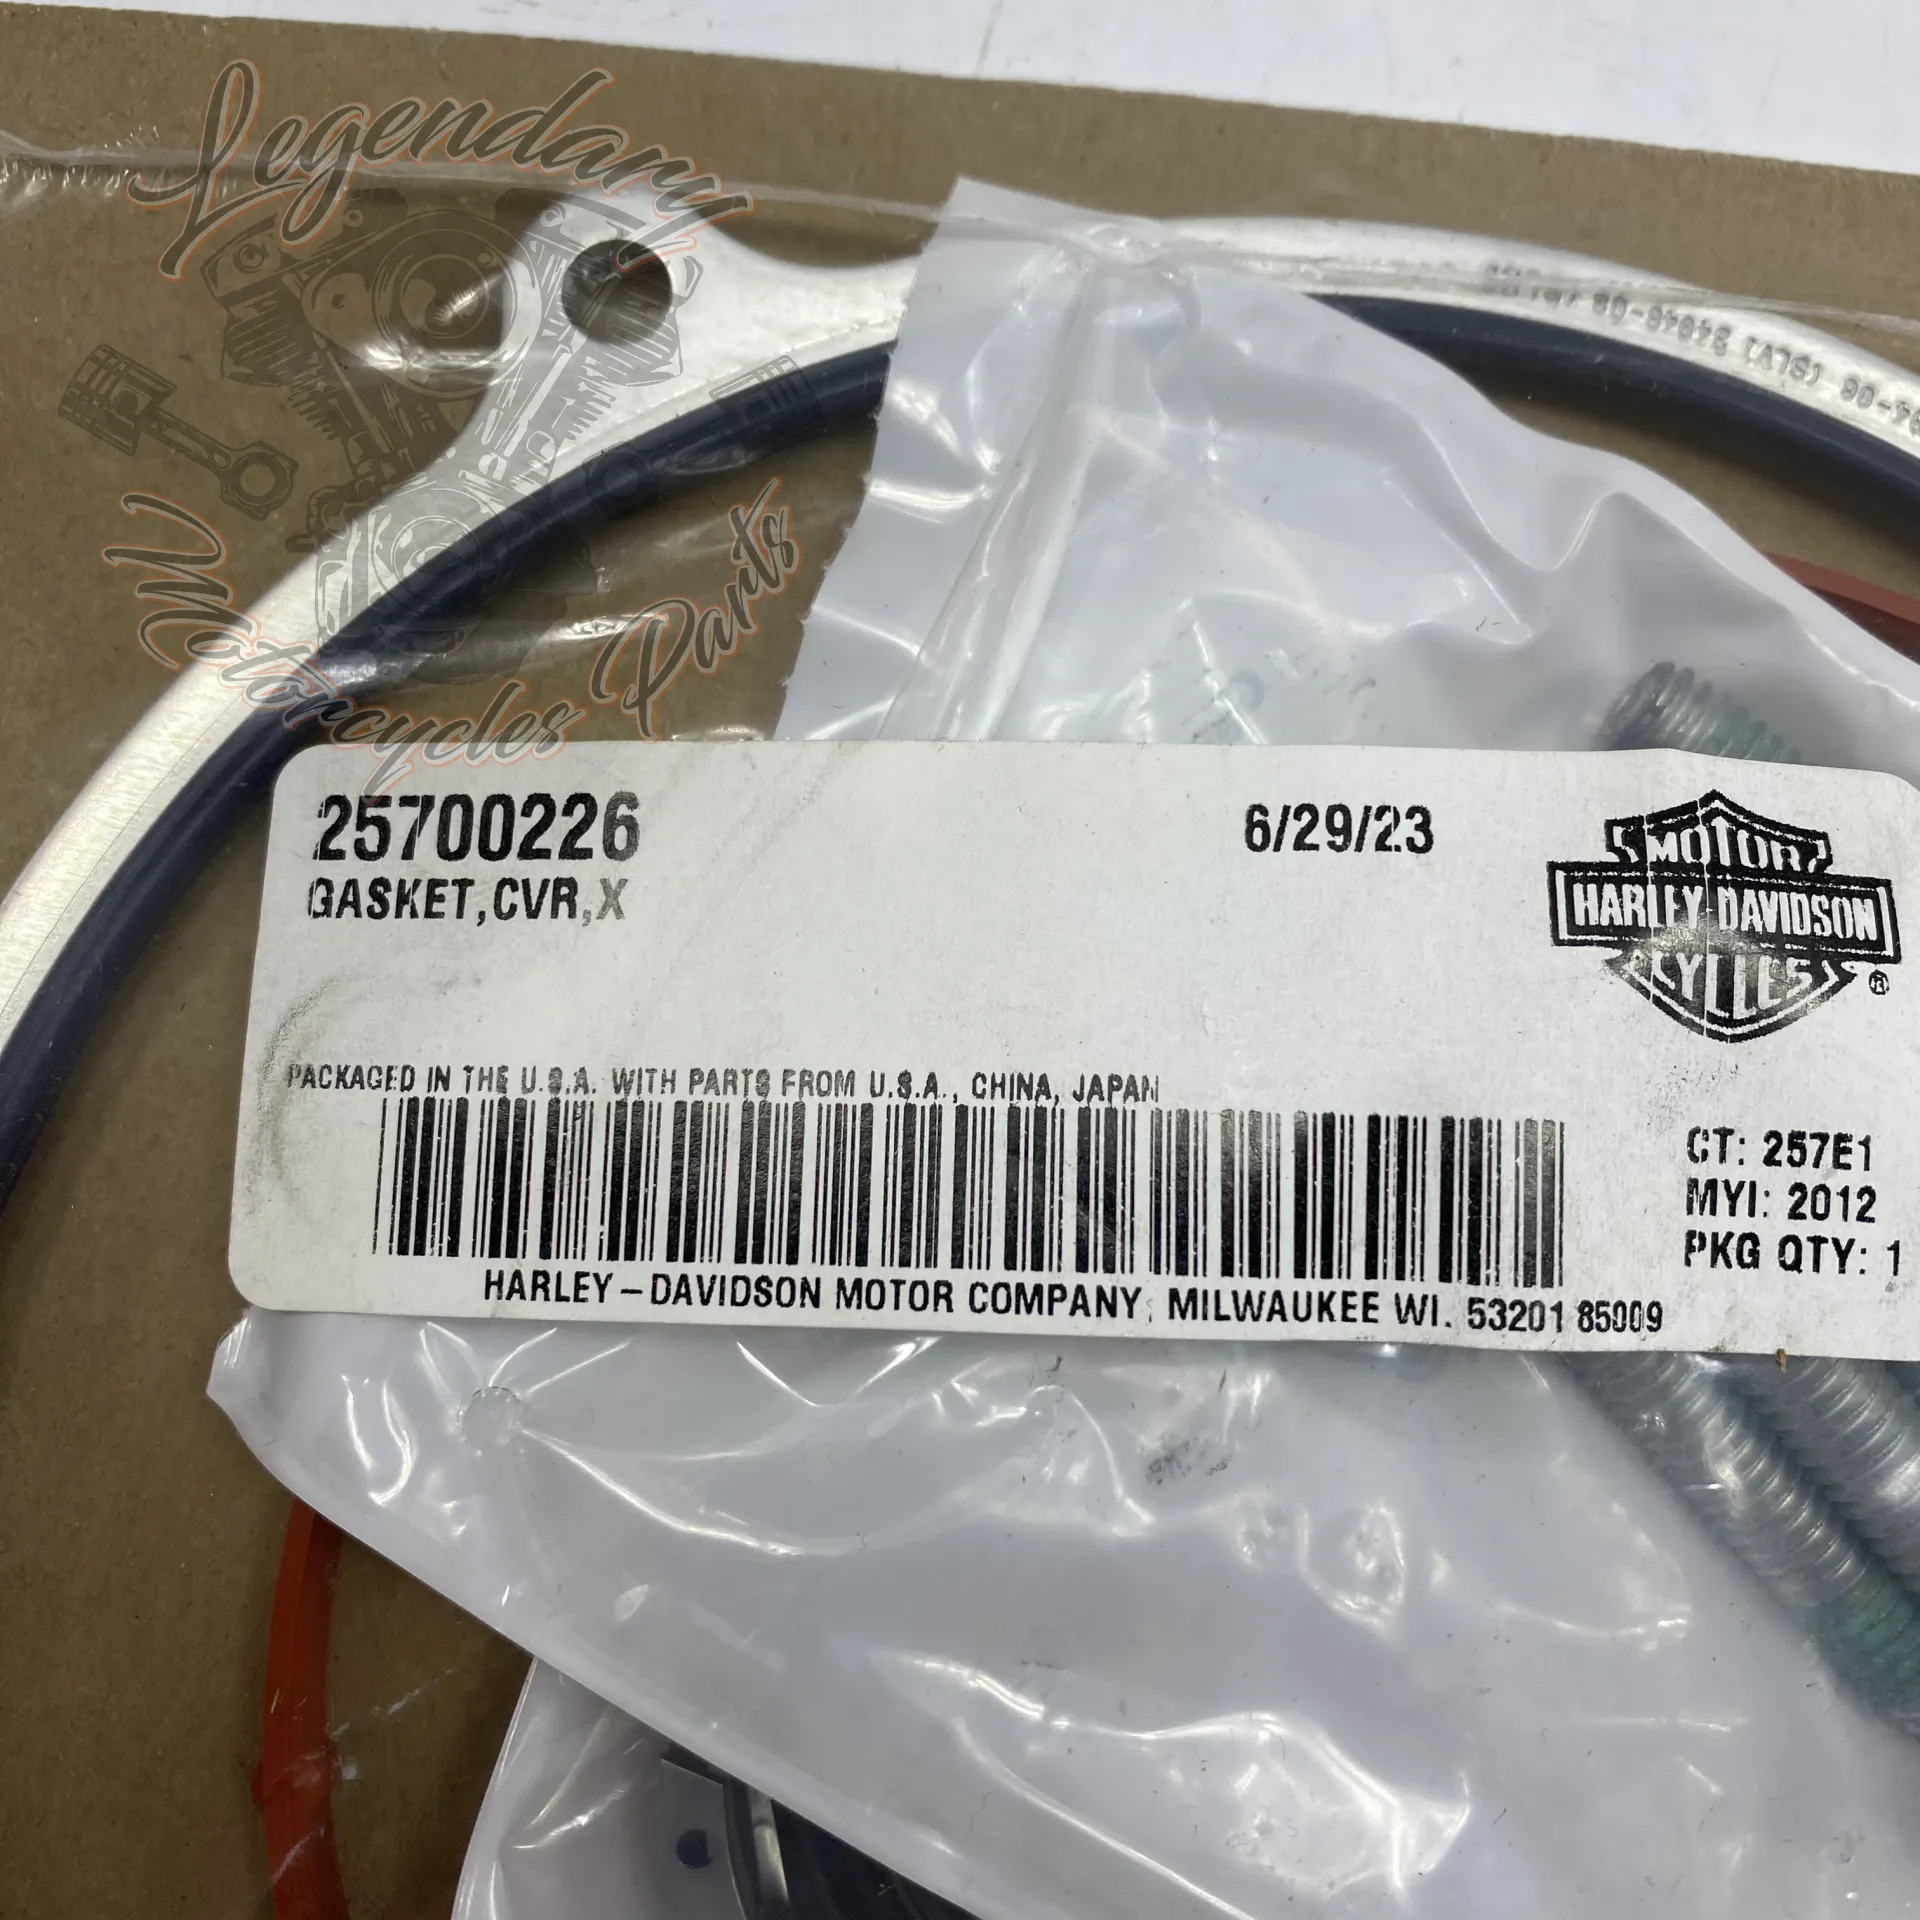 Legendary
Motorcycles Parts
25700226
6/29/23
GASKET,CVR,X
MOTOR
HARLEY-DAVIDSON
CYCLES
®
PACKAGED IN THE U.S.A. WITH PARTS FROM U.S.A., CHINA, JAPAN
CT: 257E1
MYI: 2012
PKG QTY: 1
HARLEY-DAVIDSON MOTOR COMPANY, MILWAUKEE WI. 53201 85009